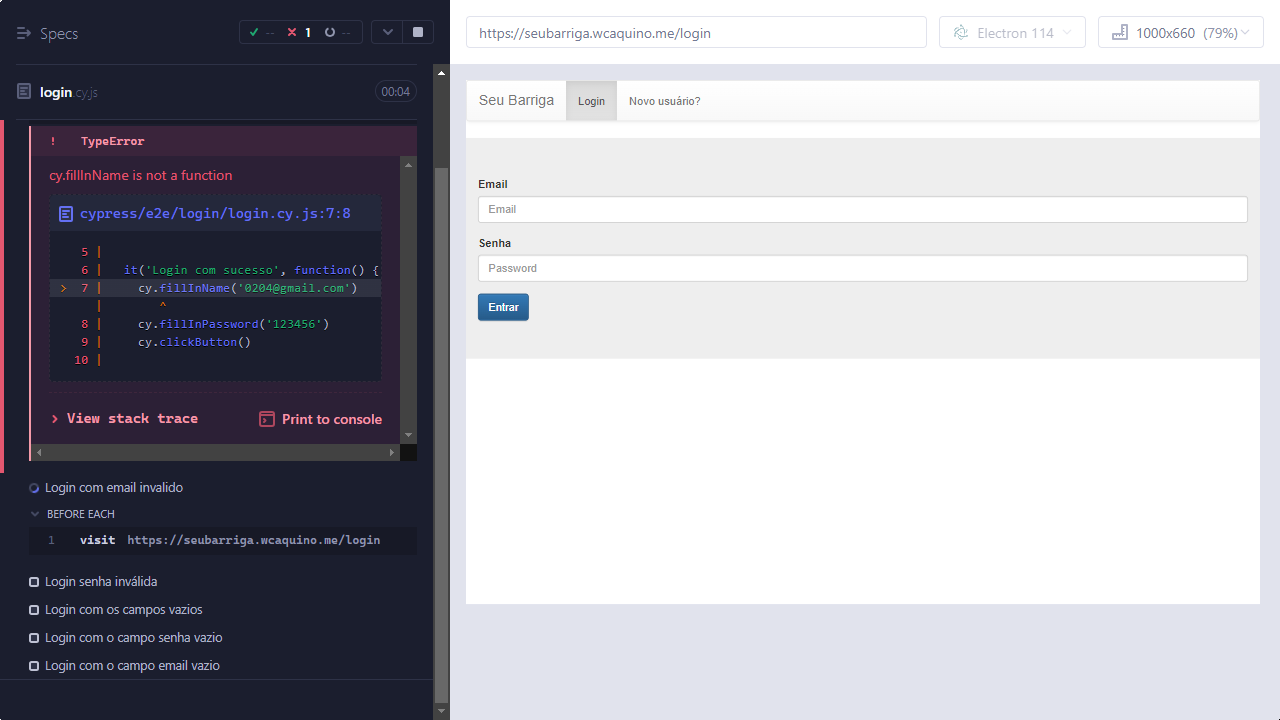 Specs
-- 1 --
login.cy.js 00:04
! TypeError
cy.fillInName is not a function
cypress/e2e/login/login.cy.js:7:8
5 |
6 | it('Login com sucesso', function() {
> 7 | cy.fillInName('0204@gmail.com')
| ^
8 | cy.fillInPassword('123456')
9 | cy.clickButton()
10 |
> View stack trace Print to console
Login com email invalido
BEFORE EACH
1 visit https://seubarriga.wcaquino.me/login
Login senha inválida
Login com os campos vazios
Login com o campo senha vazio
Login com o campo email vazio
https://seubarriga.wcaquino.me/login Electron 114 1000x660 (79%)
Seu Barriga Login Novo usuário?
Email
Email
Senha
Password
Entrar